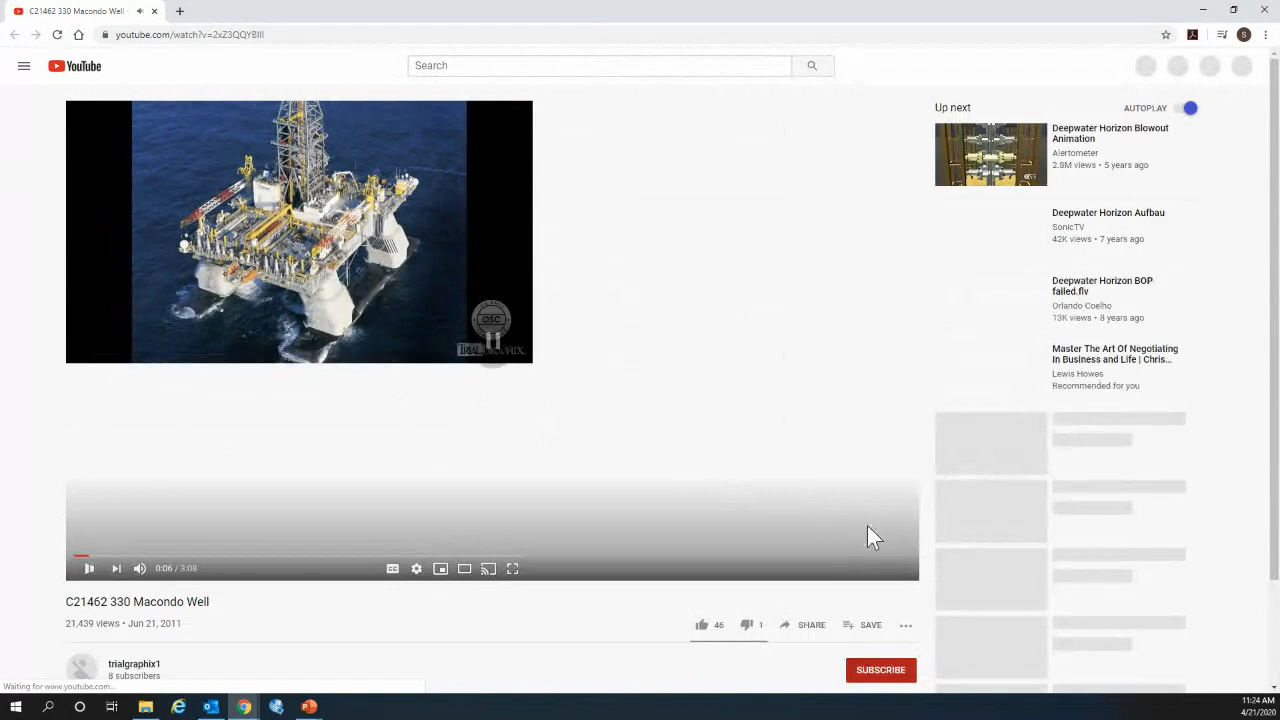 C21462 330 Macondo Well -
youtube.com/watch?v=2xZ3QQYBIlI
S
YouTube
Search
OSC
Up next
AUTOPLAY
Deepwater Horizon Blowout
Animation
Alertometer
2.8M views • 5 years ago
Deepwater Horizon Aufbau
SonicTV
42K views • 7 years ago
Deepwater Horizon BOP
failed.flv
Orlando Coelho
13K views • 8 years ago
Master The Art Of Negotiating
In Business and Life | Chris...
Lewis Howes
Recommended for you
0:06 / 3:08
CC
C21462 330 Macondo Well
21,439 views • Jun 21, 2011
46
1
SHARE
SAVE
trialgraphix1
8 subscribers
SUBSCRIBE
Waiting for www.youtube.com...
11:24 AM
4/21/2020